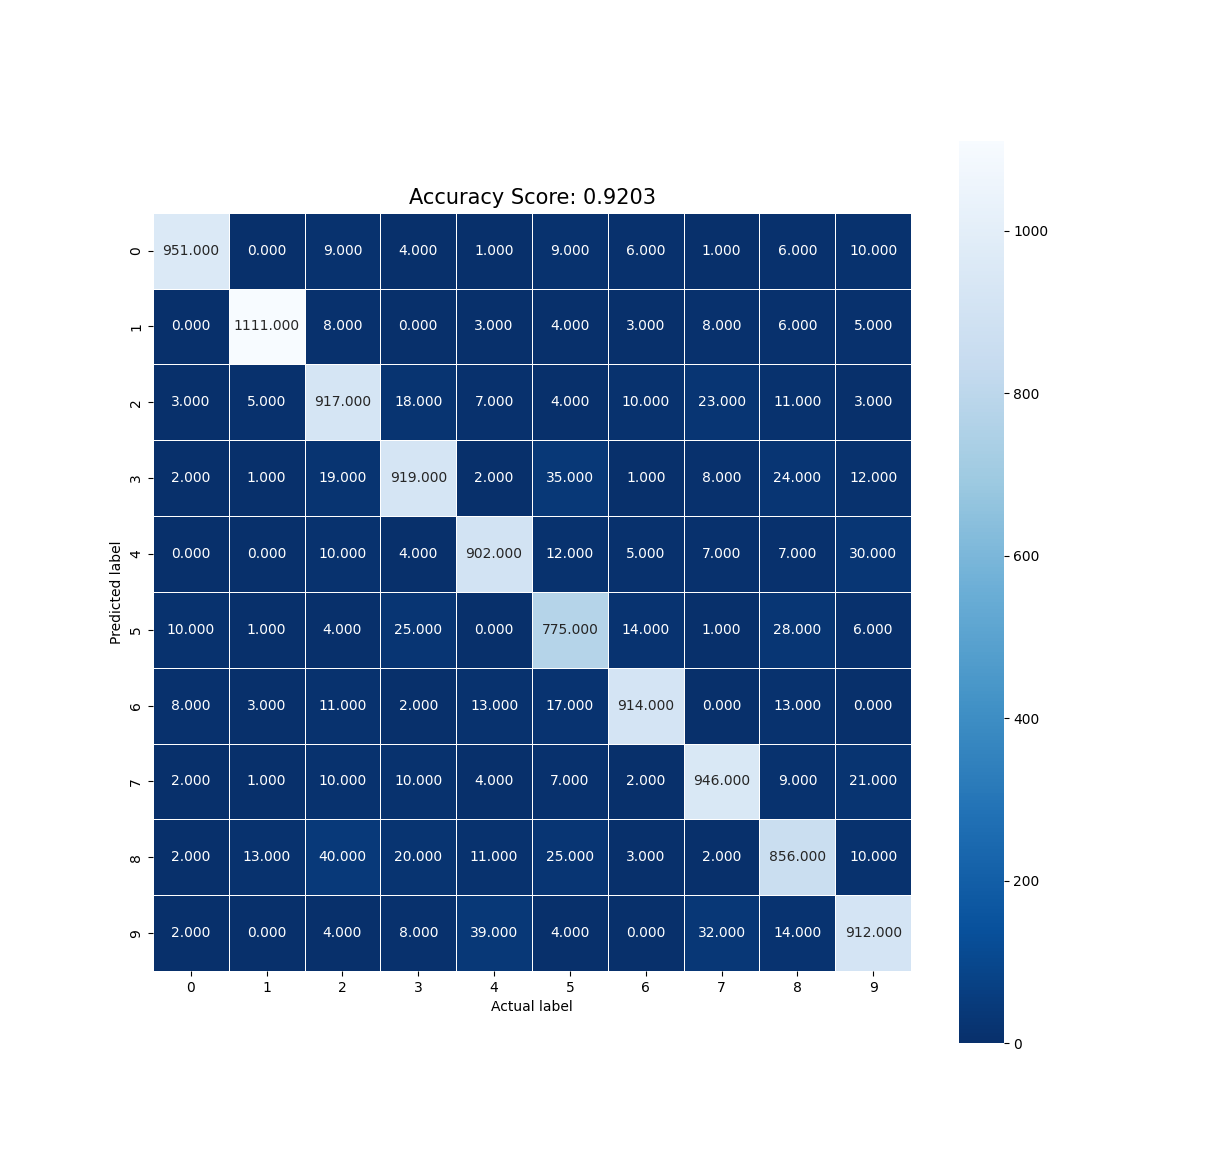 Accuracy Score: 0.9203
1000
800
600
400
200
0
Predicted label
0 951.000 0.000 9.000 4.000 1.000 9.000 6.000 1.000 6.000 10.000
1 0.000 1111.000 8.000 0.000 3.000 4.000 3.000 8.000 6.000 5.000
2 3.000 5.000 917.000 18.000 7.000 4.000 10.000 23.000 11.000 3.000
3 2.000 1.000 19.000 919.000 2.000 35.000 1.000 8.000 24.000 12.000
4 0.000 0.000 10.000 4.000 902.000 12.000 5.000 7.000 7.000 30.000
5 10.000 1.000 4.000 25.000 0.000 775.000 14.000 1.000 28.000 6.000
6 8.000 3.000 11.000 2.000 13.000 17.000 914.000 0.000 13.000 0.000
7 2.000 1.000 10.000 10.000 4.000 7.000 2.000 946.000 9.000 21.000
8 2.000 13.000 40.000 20.000 11.000 25.000 3.000 2.000 856.000 10.000
9 2.000 0.000 4.000 8.000 39.000 4.000 0.000 32.000 14.000 912.000
0 1 2 3 4 5 6 7 8 9
Actual label